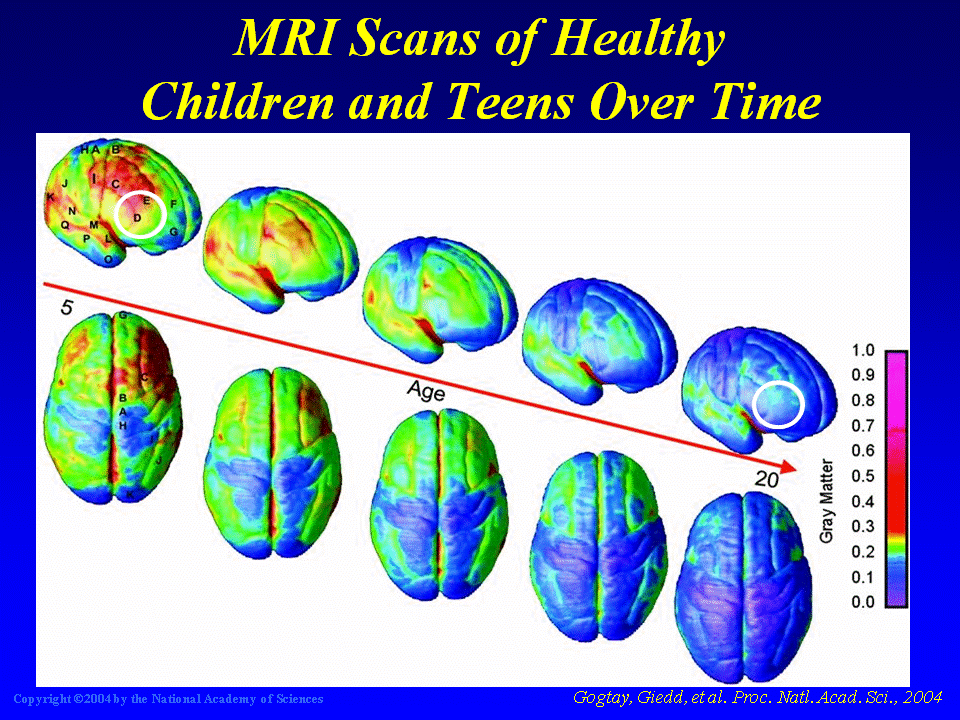 MRI Scans of Healthy
Children and Teens Over Time
H A B
J I C
K E F
N D
Q M G
P L
O
5
G
C
B
A
H
J
K
Age
20
1.0
0.9
0.8
0.7
0.6
0.5
0.4
0.3
0.2
0.1
0.0
Gray Matter
Copyright ©2004 by the National Academy of Sciences
Gogtay, Giedd, et al. Proc. Natl. Acad. Sci., 2004